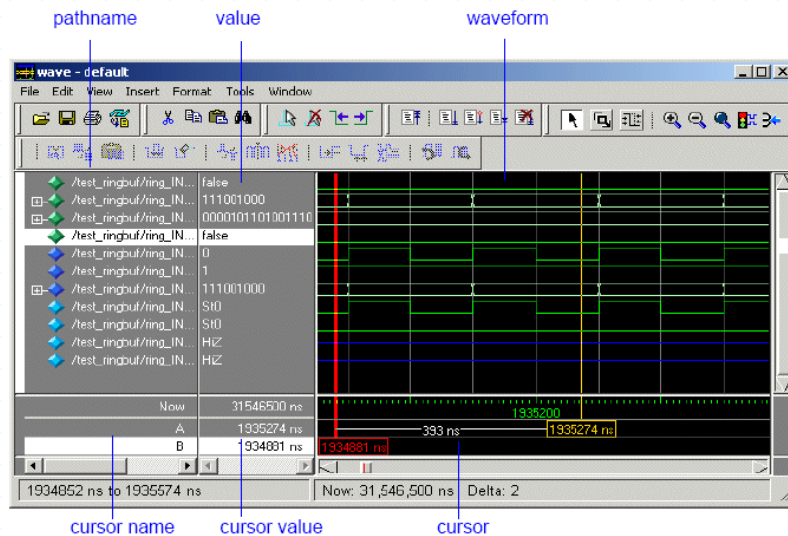 pathname value waveform
wave - default
File Edit View Insert Format Tools Window
/test_ringbuf/ring_IN... false
/test_ringbuf/ring_IN... 111001000
/test_ringbuf/ring_IN... 0000101101001110
/test_ringbuf/ring_IN... false
/test_ringbuf/ring_IN... 0
/test_ringbuf/ring_IN... 1
/test_ringbuf/ring_IN... 111001000
/test_ringbuf/ring_IN... St0
/test_ringbuf/ring_IN... St0
/test_ringbuf/ring_IN... HiZ
/test_ringbuf/ring_IN... HiZ
Now 31546500 ns 1935200
A 1935274 ns 393 ns 1935274 ns
B 1934881 ns 1934881 ns
1934852 ns to 1935574 ns Now: 31,546,500 ns Delta: 2
cursor name cursor value cursor